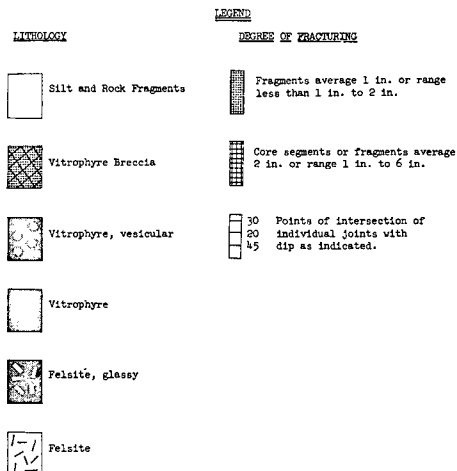 LEGEND
LITHOLOGY
DEGREE OF FRACTURING
Silt and Rock Fragments
Fragments average 1 in. or range
less than 1 in. to 2 in.
Vitrophyre Breccia
Core segments or fragments average
2 in. or range 1 in. to 6 in.
Vitrophyre, vesicular
30 Points of intersection of
20 individual joints with
45 dip as indicated.
Vitrophyre
Felsite, glassy
Felsite